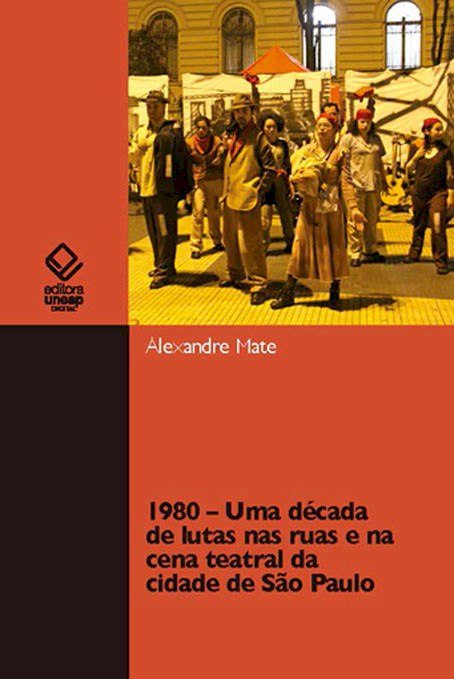 editora
unesp
DIGITAL
Alexandre Mate
1980 – Uma década
de lutas nas ruas e na
cena teatral da
cidade de São Paulo